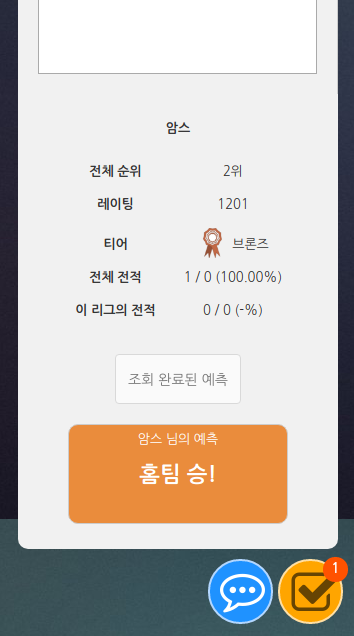 암스
전체 순위 2위
레이팅 1201
티어 브론즈
전체 전적 1 / 0 (100.00%)
이 리그의 전적 0 / 0 (-%)
조회 완료된 예측
암스 님의 예측
홈팀 승!
1